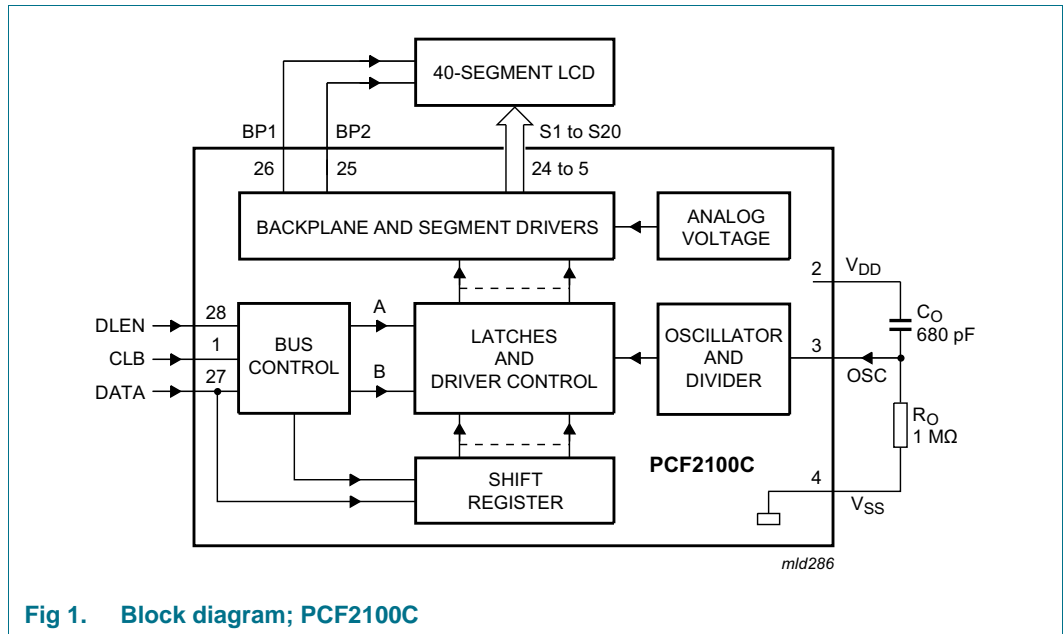 40-SEGMENT LCD
BP1
BP2
S1 to S20
26
25
24 to 5
BACKPLANE AND SEGMENT DRIVERS
ANALOG
VOLTAGE
2
VDD
CO
680 pF
DLEN
28
CLB
1
DATA
27
BUS
CONTROL
A
B
LATCHES
AND
DRIVER CONTROL
OSCILLATOR
AND
DIVIDER
3
OSC
RO
1 MΩ
SHIFT
REGISTER
PCF2100C
4
VSS
mld286
Fig 1. Block diagram; PCF2100C